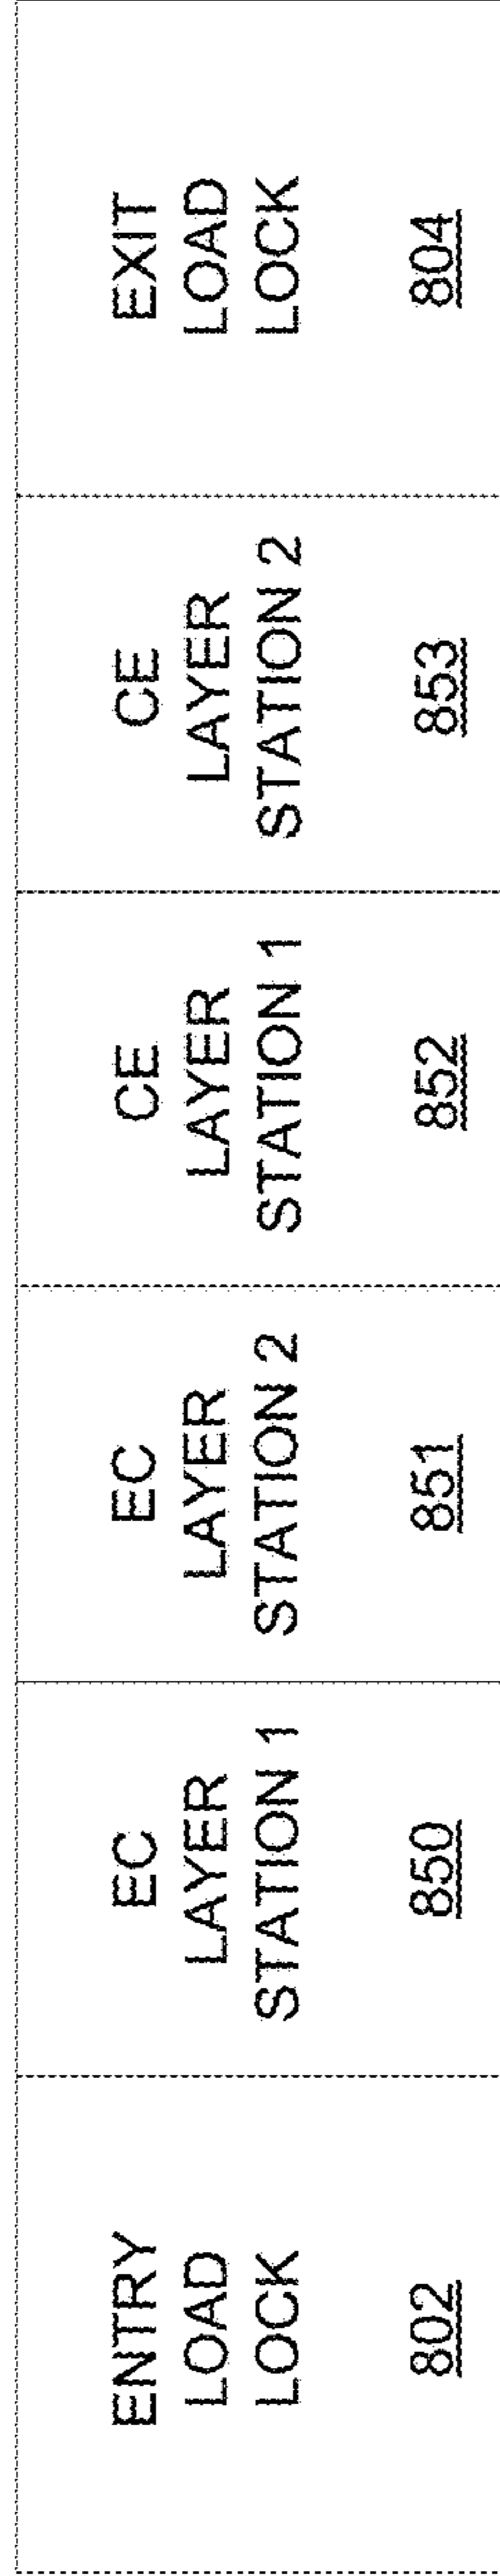 ENTRY
LOAD
LOCK
802
EC
LAYER
STATION 1
850
EC
LAYER
STATION 2
851
CE
LAYER
STATION 1
852
CE
LAYER
STATION 2
853
EXIT
LOAD
LOCK
804